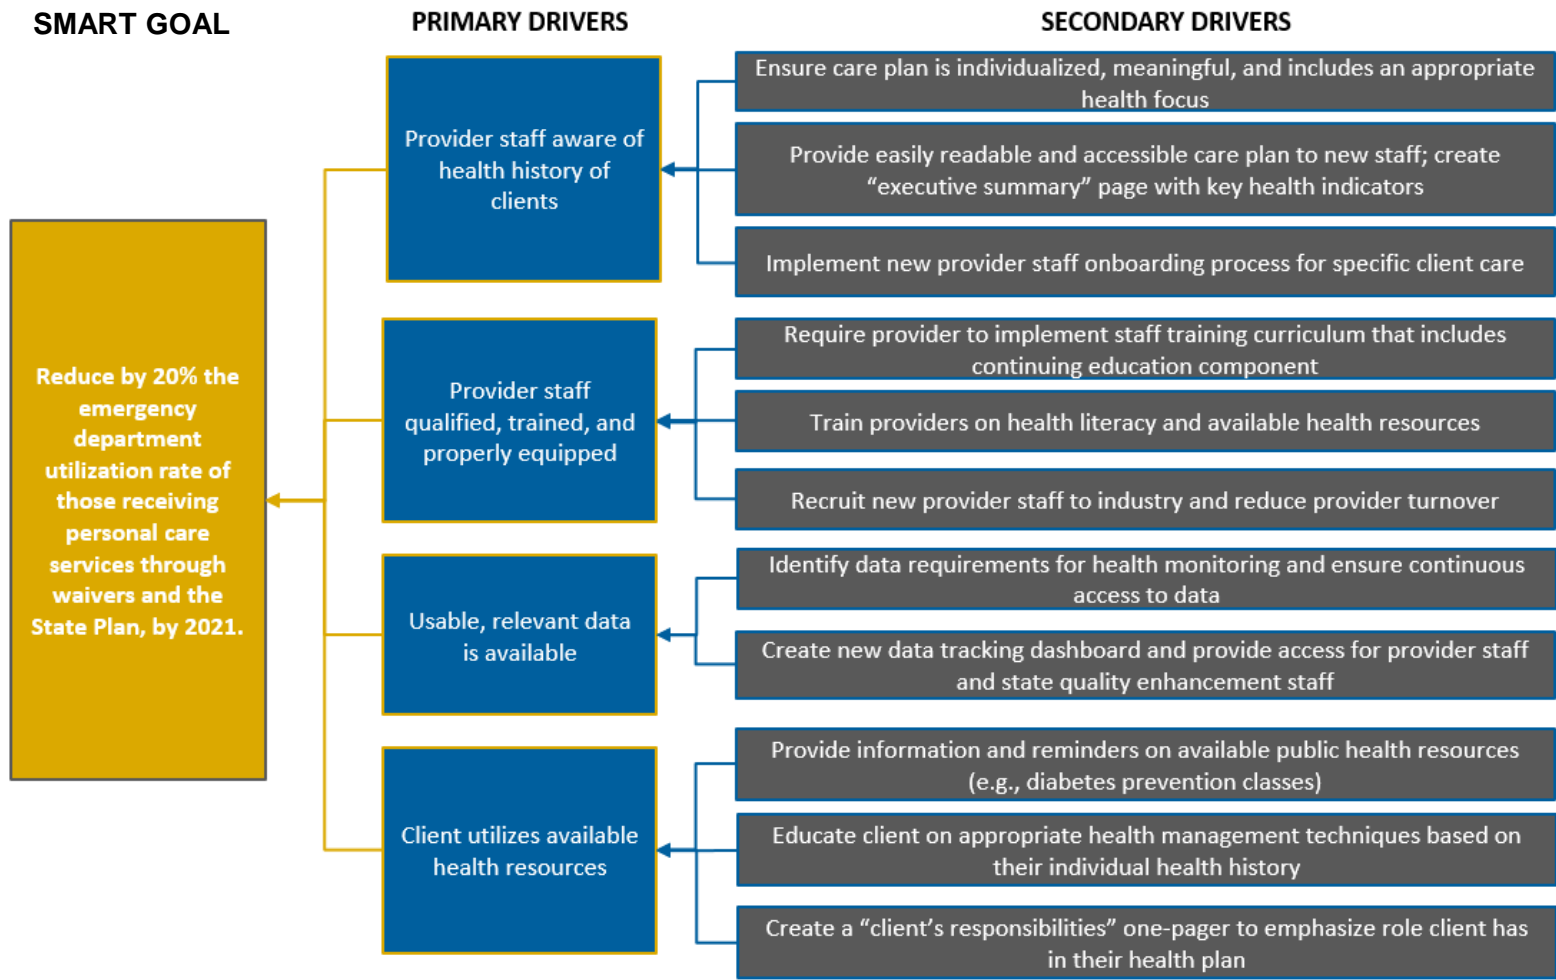 SMART GOAL
PRIMARY DRIVERS
SECONDARY DRIVERS
Reduce by 20% the
emergency
department
utilization rate of
those receiving
personal care
services through
waivers and the
State Plan, by 2021.
Provider staff aware of
health history of
clients
Ensure care plan is individualized, meaningful, and includes an appropriate
health focus
Provide easily readable and accessible care plan to new staff; create
“executive summary” page with key health indicators
Implement new provider staff onboarding process for specific client care
Provider staff
qualified, trained, and
properly equipped
Require provider to implement staff training curriculum that includes
continuing education component
Train providers on health literacy and available health resources
Recruit new provider staff to industry and reduce provider turnover
Usable, relevant data
is available
Identify data requirements for health monitoring and ensure continuous
access to data
Create new data tracking dashboard and provide access for provider staff
and state quality enhancement staff
Client utilizes available
health resources
Provide information and reminders on available public health resources
(e.g., diabetes prevention classes)
Educate client on appropriate health management techniques based on
their individual health history
Create a “client’s responsibilities” one-pager to emphasize role client has
in their health plan